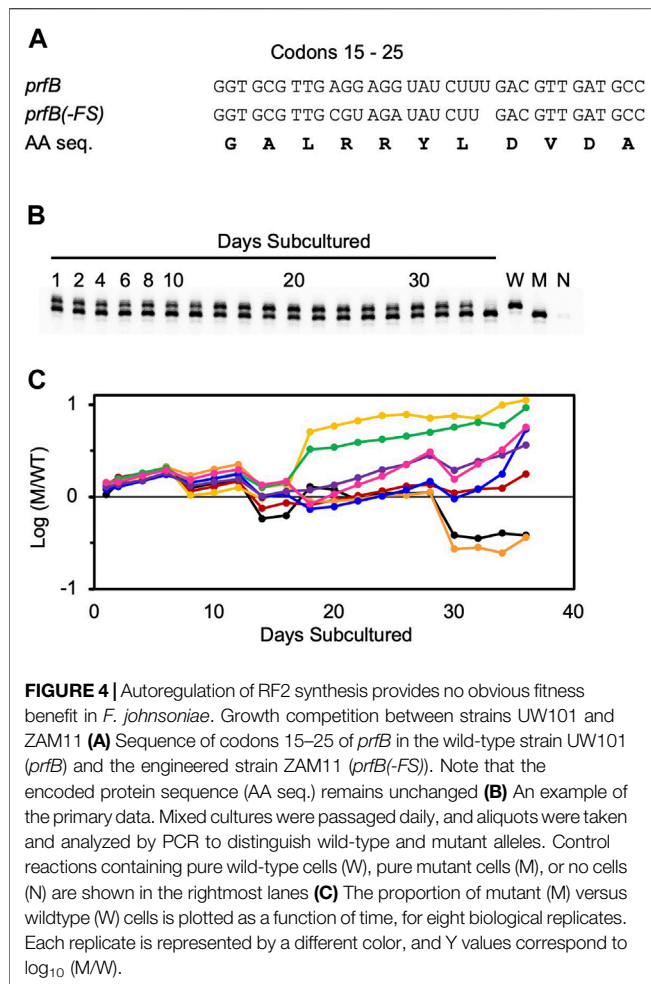 A
Codons 15 - 25
prfB GGT GCG TTG AGG AGG UAU CUUU GAC GTT GAT GCC
prfB(-FS) GGT GCG TTG CGU AGA UAU CUU GAC GTT GAT GCC
AA seq. G A L R R Y L D V D A
B
Days Subcultured
1 2 4 6 8 10 20 30 W M N
C
Log (M/WT)
1
0
-1
0 10 20 30 40
Days Subcultured
FIGURE 4 | Autoregulation of RF2 synthesis provides no obvious fitness
benefit in F. johnsoniae. Growth competition between strains UW101 and
ZAM11 (A) Sequence of codons 15–25 of prfB in the wild-type strain UW101
(prfB) and the engineered strain ZAM11 (prfB(-FS)). Note that the
encoded protein sequence (AA seq.) remains unchanged (B) An example of
the primary data. Mixed cultures were passaged daily, and aliquots were taken
and analyzed by PCR to distinguish wild-type and mutant alleles. Control
reactions containing pure wild-type cells (W), pure mutant cells (M), or no cells
(N) are shown in the rightmost lanes (C) The proportion of mutant (M) versus
wildtype (W) cells is plotted as a function of time, for eight biological replicates.
Each replicate is represented by a different color, and Y values correspond to
log10 (M/W).